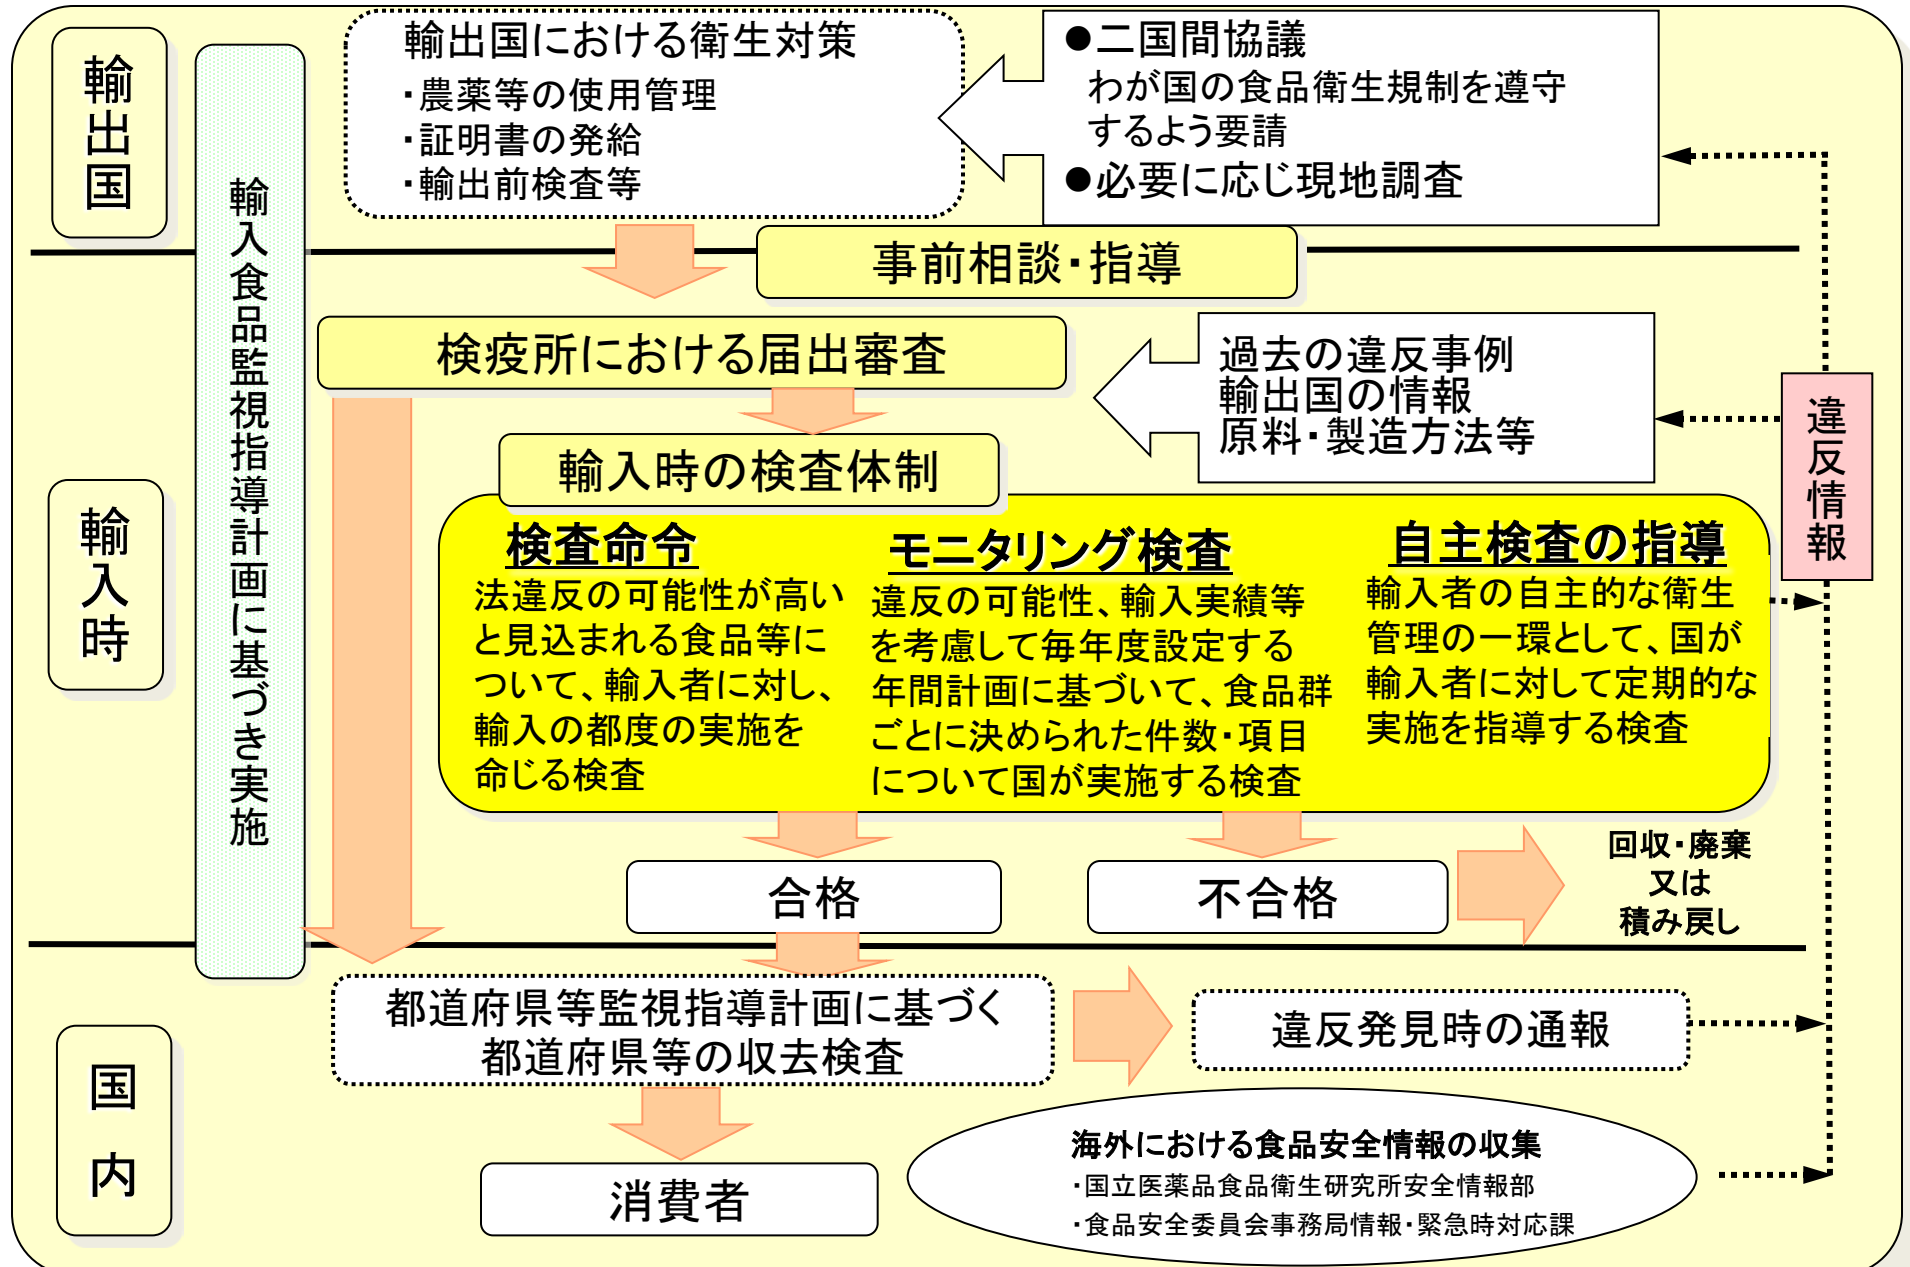 輸出国
輸入食品監視指導計画に基づき実施
輸出国における衛生対策
・農薬等の使用管理
・証明書の発給
・輸出前検査等
●二国間協議
わが国の食品衛生規制を遵守
するよう要請
●必要に応じ現地調査
事前相談・指導
輸入時
検疫所における届出審査
過去の違反事例
輸出国の情報
原料・製造方法等
違反情報
輸入時の検査体制
検査命令
法違反の可能性が高い
と見込まれる食品等に
ついて、輸入者に対し、
輸入の都度の実施を
命じる検査
モニタリング検査
違反の可能性、輸入実績等
を考慮して毎年度設定する
年間計画に基づいて、食品群
ごとに決められた件数・項目
について国が実施する検査
自主検査の指導
輸入者の自主的な衛生
管理の一環として、国が
輸入者に対して定期的な
実施を指導する検査
合格
不合格
回収・廃棄
又は
積み戻し
国内
都道府県等監視指導計画に基づく
都道府県等の収去検査
違反発見時の通報
消費者
海外における食品安全情報の収集
・国立医薬品食品衛生研究所安全情報部
・食品安全委員会事務局情報・緊急時対応課